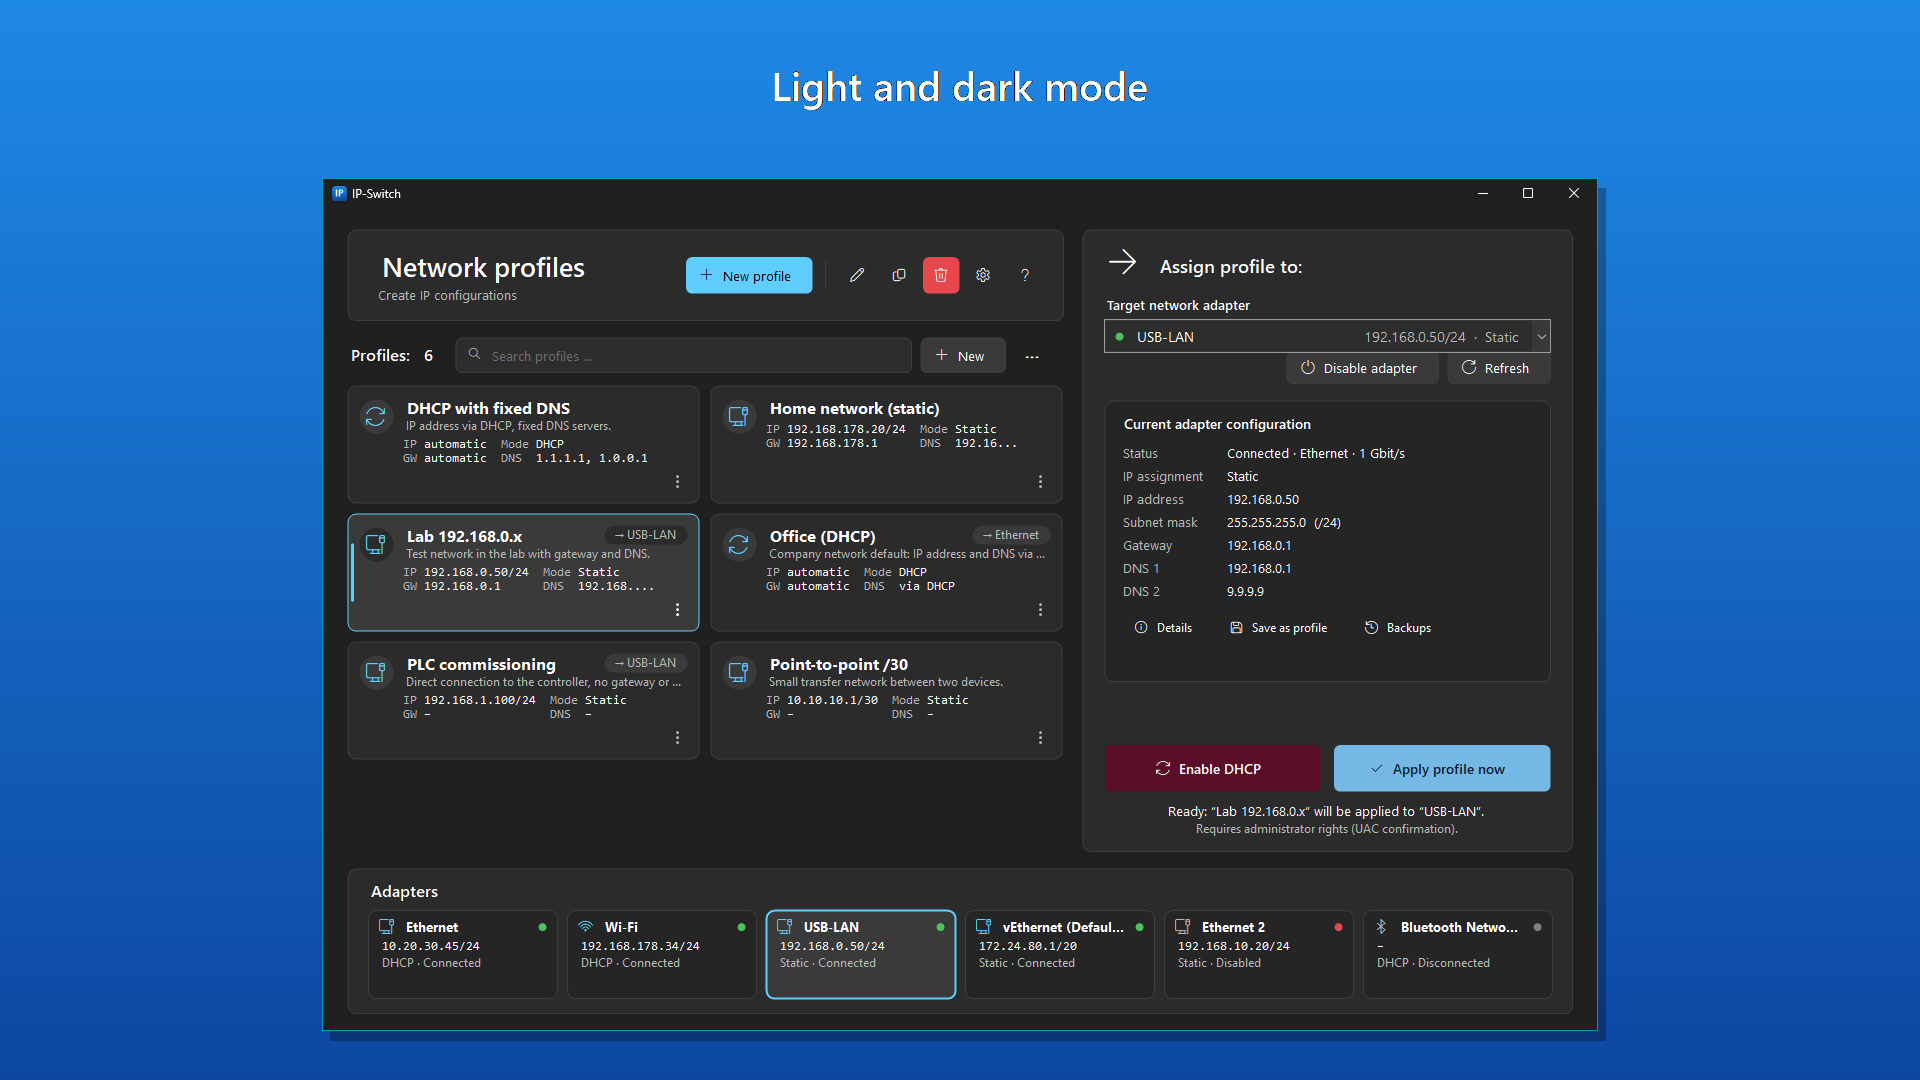 Light and dark mode
IP IP-Switch
Network profiles
Create IP configurations
+ New profile
?
Profiles: 6
Search profiles ...
+ New
...
DHCP with fixed DNS
IP address via DHCP, fixed DNS servers.
IP automatic Mode DHCP
GW automatic DNS 1.1.1.1, 1.0.0.1
Home network (static)
IP 192.168.178.20/24 Mode Static
GW 192.168.178.1 DNS 192.16...
Lab 192.168.0.x → USB-LAN
Test network in the lab with gateway and DNS.
IP 192.168.0.50/24 Mode Static
GW 192.168.0.1 DNS 192.168....
Office (DHCP) → Ethernet
Company network default: IP address and DNS via ...
IP automatic Mode DHCP
GW automatic DNS via DHCP
PLC commissioning → USB-LAN
Direct connection to the controller, no gateway or ...
IP 192.168.1.100/24 Mode Static
GW – DNS –
Point-to-point /30
Small transfer network between two devices.
IP 10.10.10.1/30 Mode Static
GW – DNS –
Assign profile to:
Target network adapter
USB-LAN 192.168.0.50/24 · Static
Disable adapter
Refresh
Current adapter configuration
Status Connected · Ethernet · 1 Gbit/s
IP assignment Static
IP address 192.168.0.50
Subnet mask 255.255.255.0 (/24)
Gateway 192.168.0.1
DNS 1 192.168.0.1
DNS 2 9.9.9.9
Details Save as profile Backups
Enable DHCP
Apply profile now
Ready: “Lab 192.168.0.x” will be applied to “USB-LAN”.
Requires administrator rights (UAC confirmation).
Adapters
Ethernet
10.20.30.45/24
DHCP · Connected
Wi-Fi
192.168.178.34/24
DHCP · Connected
USB-LAN
192.168.0.50/24
Static · Connected
vEthernet (Defaul...
172.24.80.1/20
Static · Connected
Ethernet 2
192.168.10.20/24
Static · Disabled
Bluetooth Netwo...
–
DHCP · Disconnected